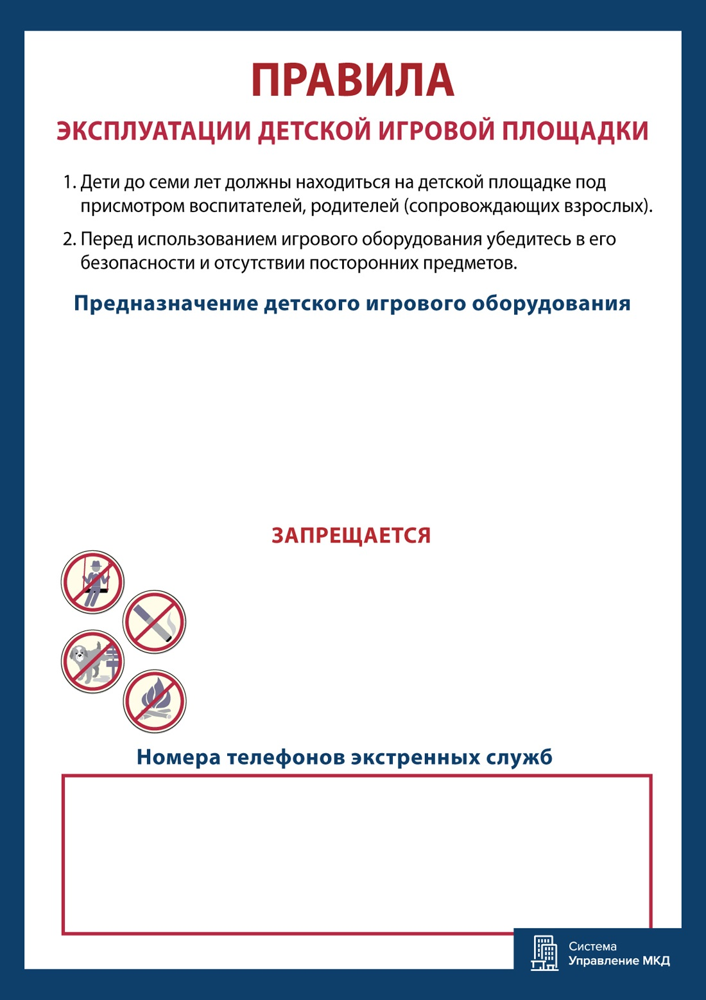 ПРАВИЛА
ЭКСПЛУАТАЦИИ ДЕТСКОЙ ИГРОВОЙ ПЛОЩАДКИ
1. Дети до семи лет должны находиться на детской площадке под
присмотром воспитателей, родителей (сопровождающих взрослых).
2. Перед использованием игрового оборудования убедитесь в его
безопасности и отсутствии посторонних предметов.
Предназначение детского игрового оборудования
ЗАПРЕЩАЕТСЯ
Номера телефонов экстренных служб
Система
Управление МКД